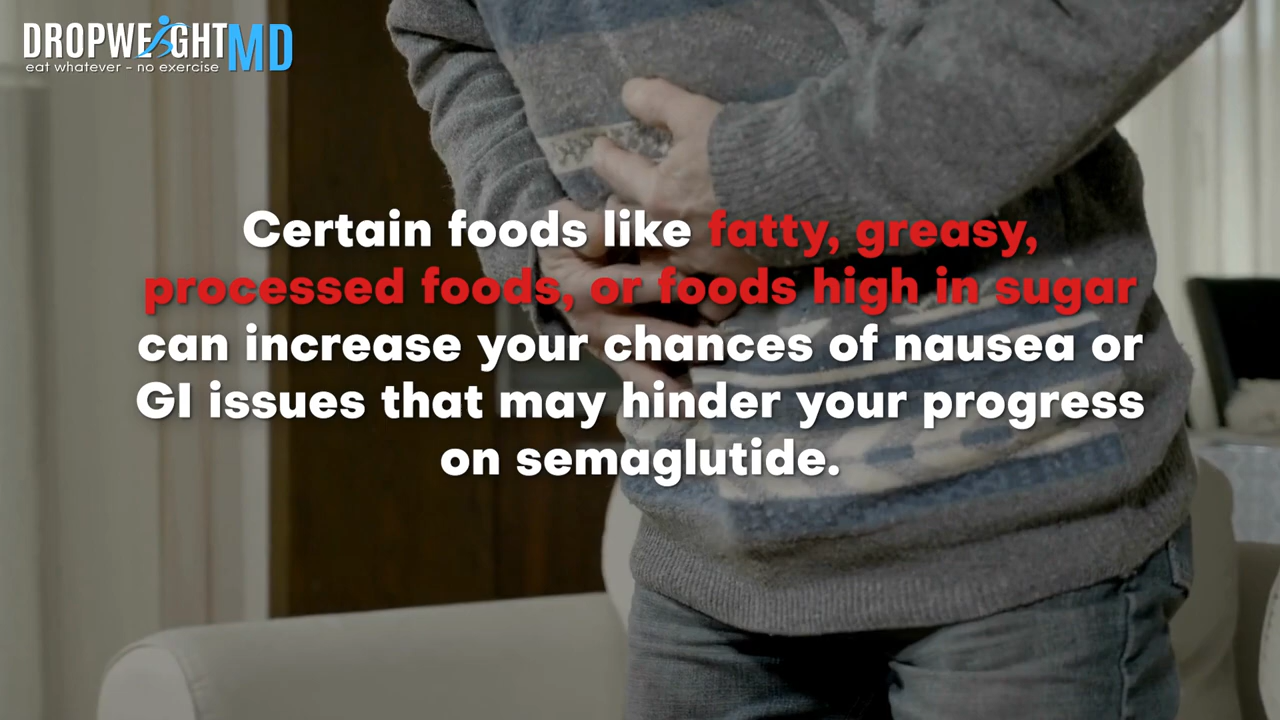 DROPWEIGHTMD
eat whatever - no exercise
Certain foods like fatty, greasy,
processed foods, or foods high in sugar
can increase your chances of nausea or
GI issues that may hinder your progress
on semaglutide.